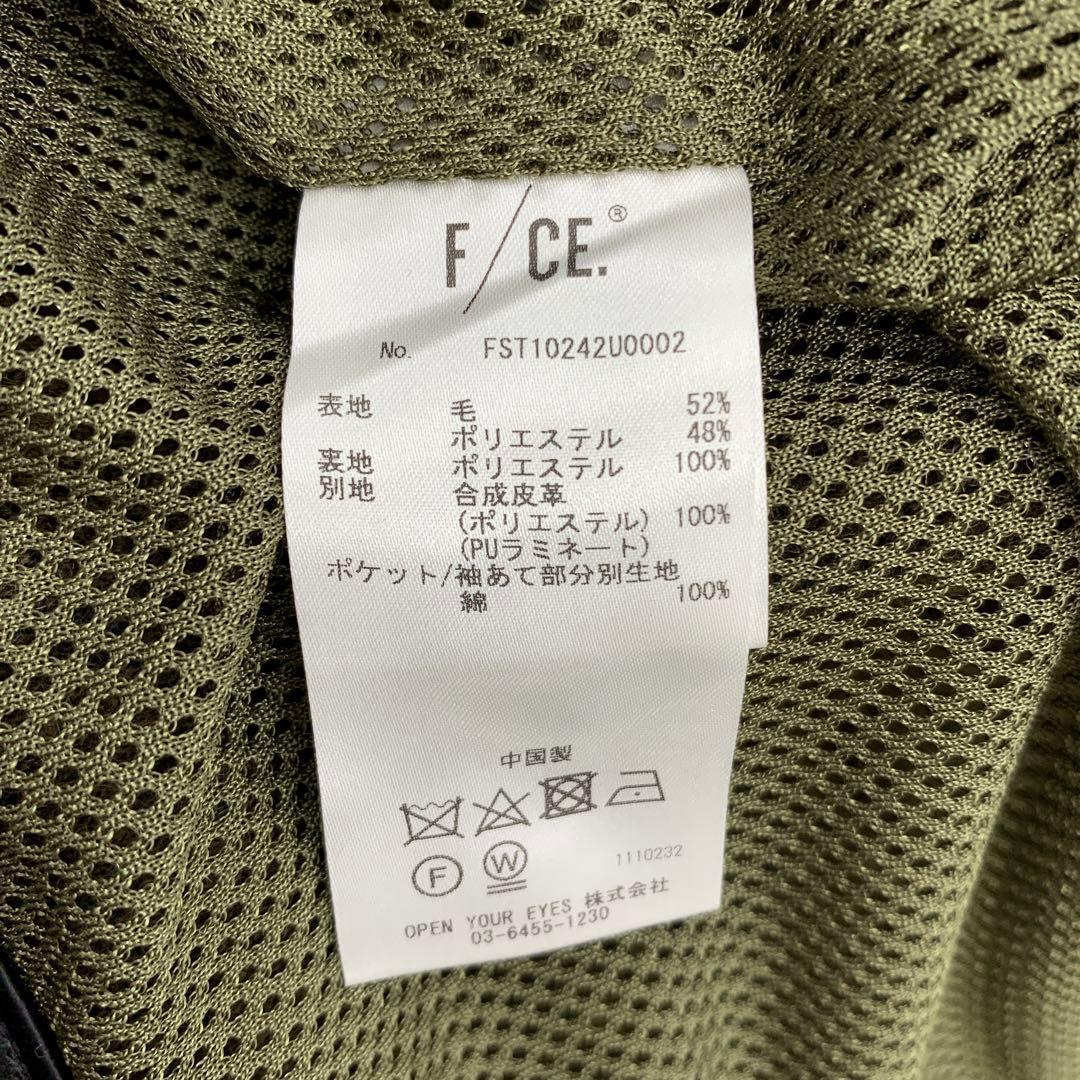 F/CE.®
No. FST10242U0002
表地 毛 52%
ポリエステル 48%
裏地 ポリエステル 100%
別地 合成皮革
(ポリエステル) 100%
(PUラミネート)
ポケット/袖あて部分別生地
綿 100%
中国製
F W 1110232
OPEN YOUR EYES 株式会社
03-6455-1230